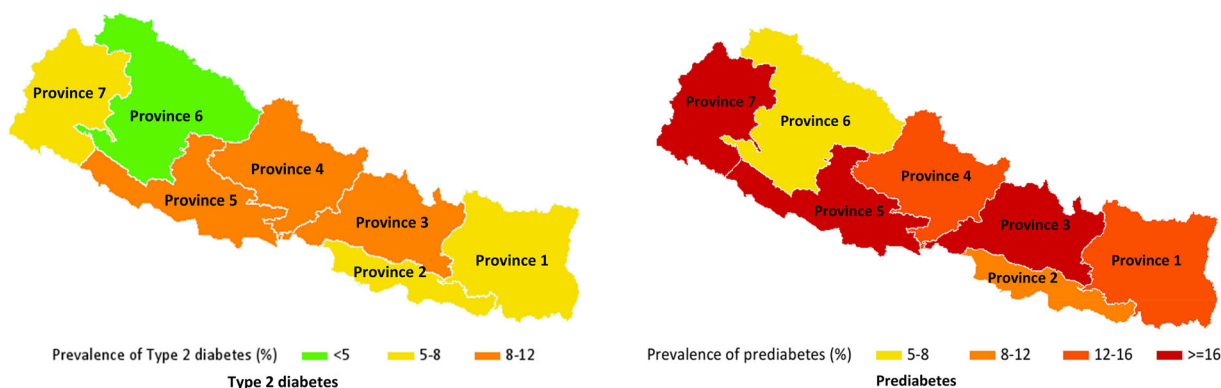 Province 7
Province 6
Province 4
Province 5
Province 3
Province 2
Province 1
Prevalence of Type 2 diabetes (%) <5 5-8 8-12
Type 2 diabetes
Province 7
Province 6
Province 4
Province 5
Province 3
Province 2
Province 1
Prevalence of prediabetes (%) 5-8 8-12 12-16 >=16
Prediabetes